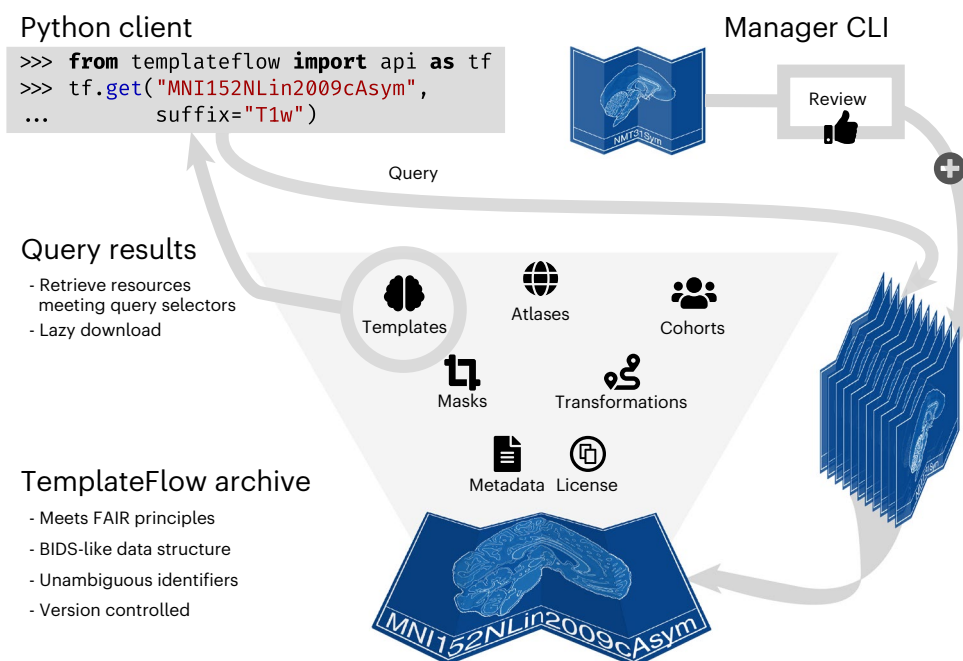 Python client
>>> from templateflow import api as tf
>>> tf.get("MNI152NLin2009cAsym",
... suffix="T1w")
Manager CLI
NMT31Sym
Review
Query
Query results
- Retrieve resources
meeting query selectors
- Lazy download
Templates
Atlases
Cohorts
Masks
Transformations
Metadata
License
TemplateFlow archive
- Meets FAIR principles
- BIDS-like data structure
- Unambiguous identifiers
- Version controlled
MNI152NLin2009cAsym